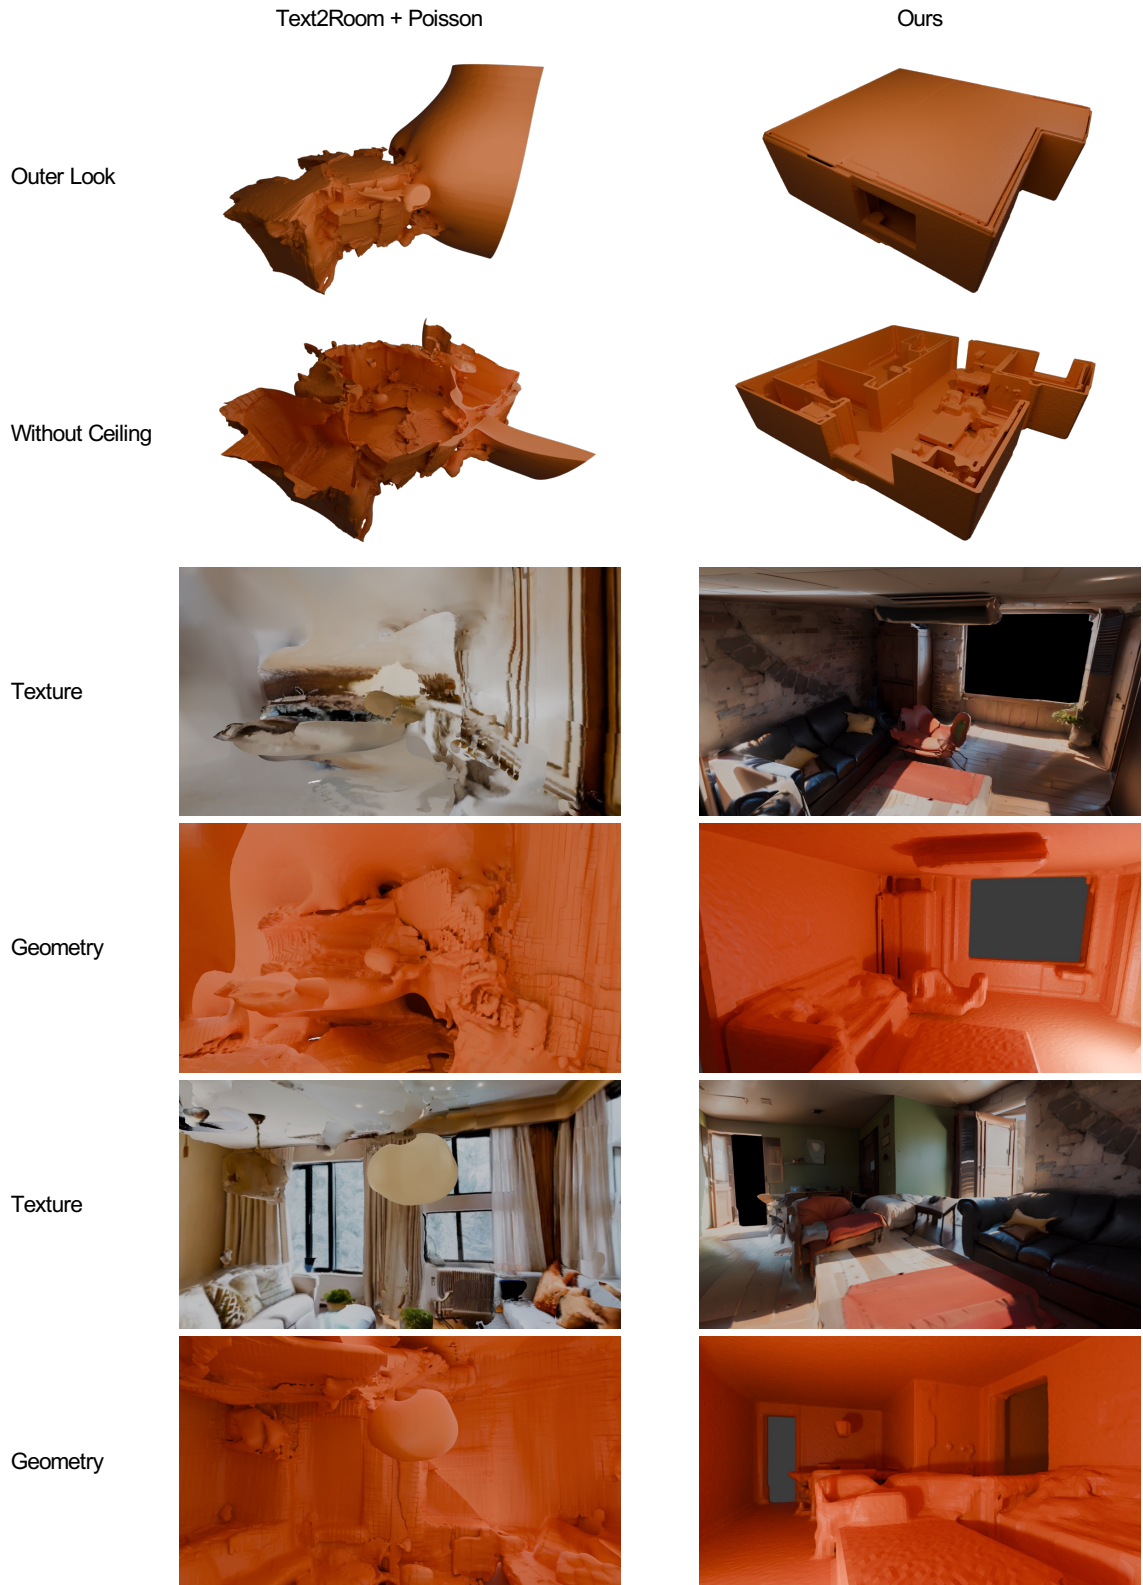 Text2Room + Poisson
Ours
Outer Look
Without Ceiling
Texture
Geometry
Texture
Geometry